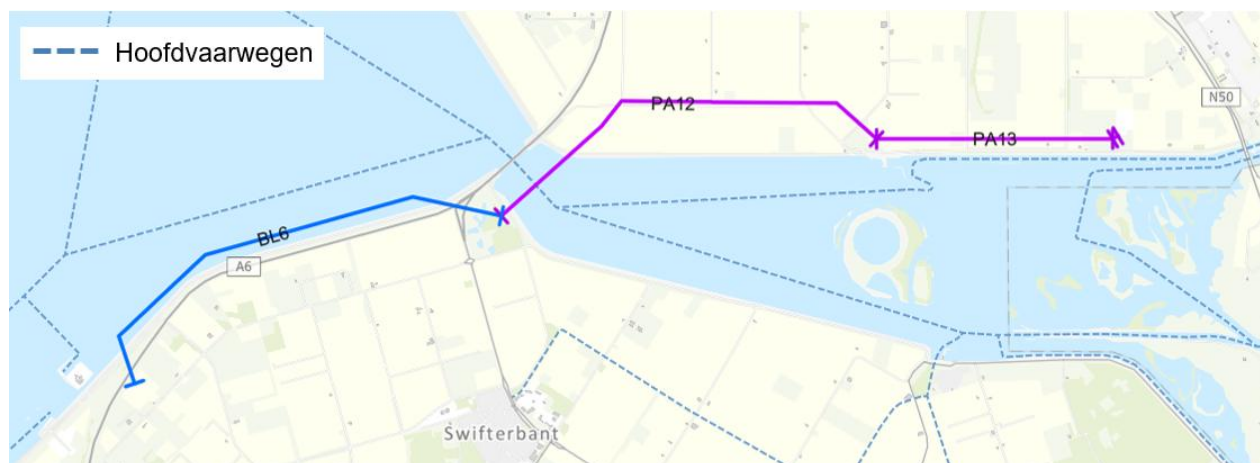 Hoofdvaarwegen
PA12
N50
PA13
BL6
A6
Swifterbant